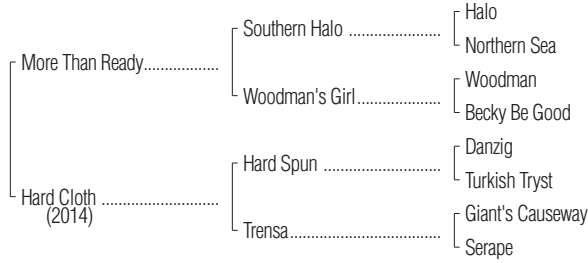 Halo
Southern Halo ....................
Northern Sea
More Than Ready................
Woodman
Woodman's Girl..................
Becky Be Good
Danzig
Hard Spun .........................
Turkish Tryst
Hard Cloth .........................
(2014)
Giant's Causeway
Trensa................................
Serape